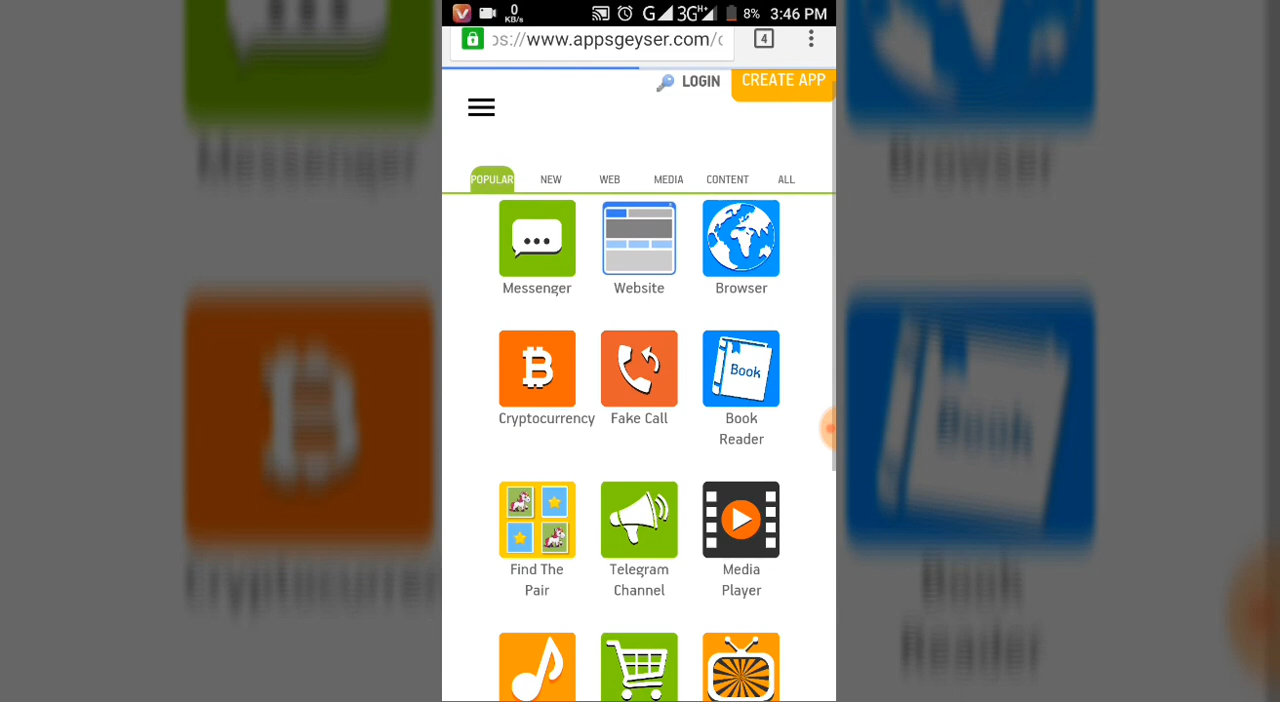 0
KB/s
G 3G H+ 8% 3:46 PM
ps://www.appsgeyser.com/c
4
LOGIN
CREATE APP
POPULAR NEW WEB MEDIA CONTENT ALL
Messenger Website Browser
Book
Cryptocurrency Fake Call Book
Reader
Find The Telegram Media
Pair Channel Player
Messenger
Browser
Book
Book
Reader